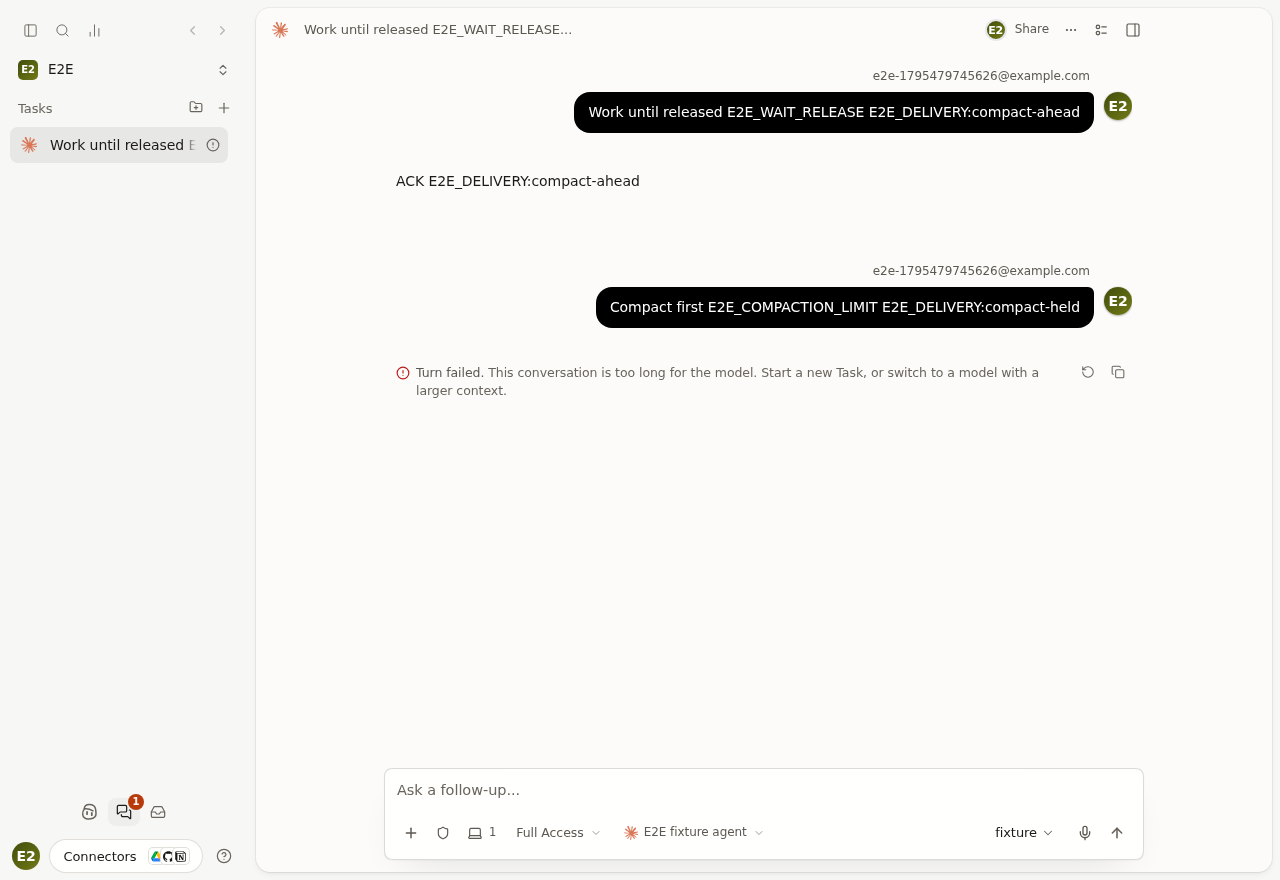 Work until released E2E_WAIT_RELEASE...
E2 Share
E2 E2E
Tasks
Work until released E
e2e-1795479745626@example.com
Work until released E2E_WAIT_RELEASE E2E_DELIVERY:compact-ahead
E2
ACK E2E_DELIVERY:compact-ahead
e2e-1795479745626@example.com
Compact first E2E_COMPACTION_LIMIT E2E_DELIVERY:compact-held
E2
Turn failed. This conversation is too long for the model. Start a new Task, or switch to a model with a
larger context.
Ask a follow-up...
1 Full Access E2E fixture agent fixture
1
E2 Connectors